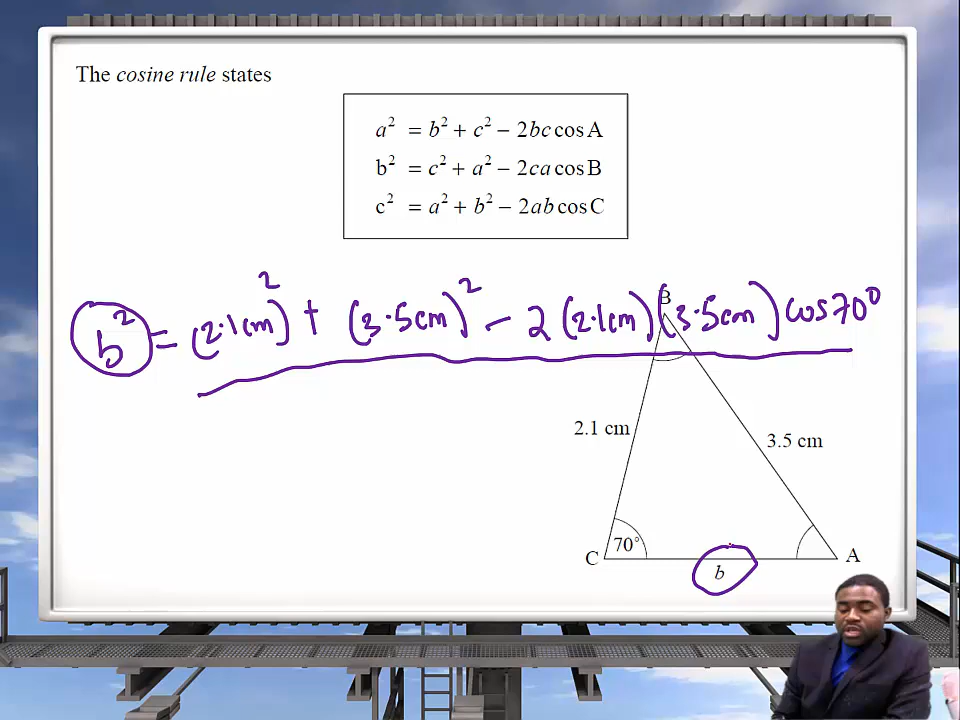 The cosine rule states
a² = b² + c² − 2bc cos A
b² = c² + a² − 2ca cos B
c² = a² + b² − 2ab cos C
b² = (2.1cm)² + (3.5cm)² − 2(2.1cm)(3.5cm) cos70°
B
2.1 cm
3.5 cm
C 70° A
b